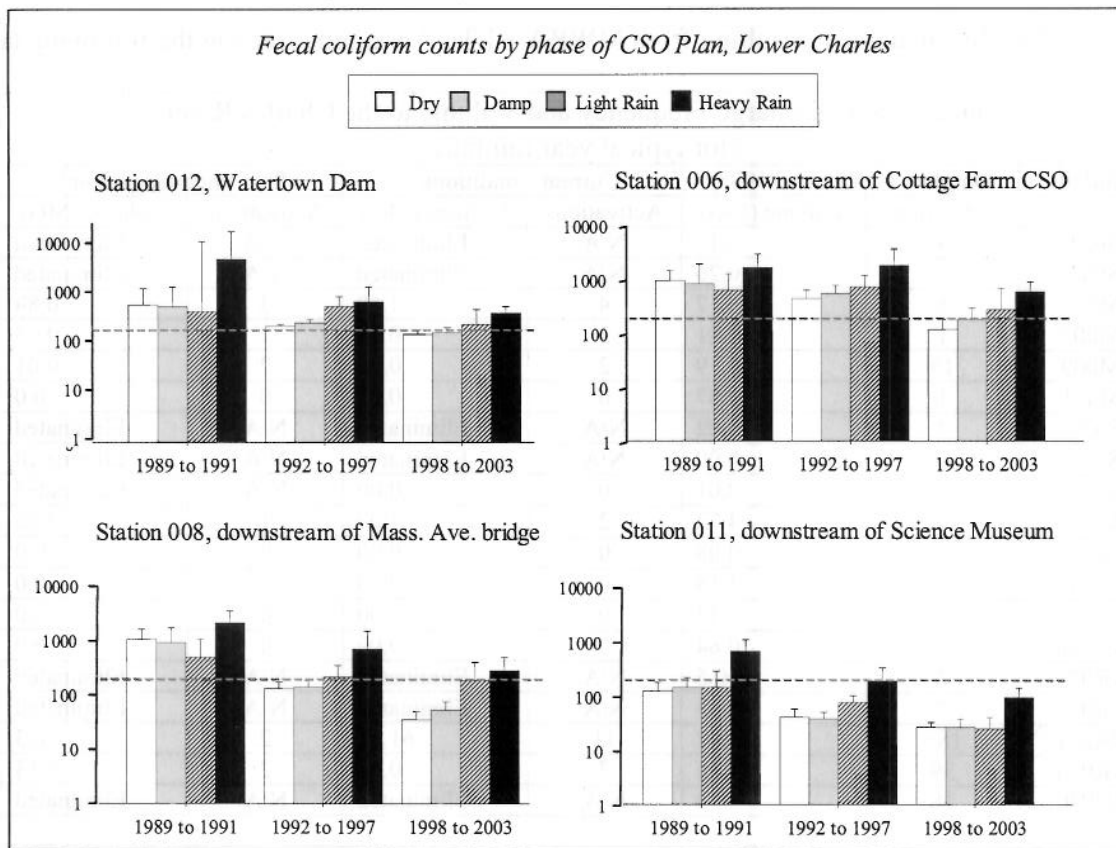 Fecal coliform counts by phase of CSO Plan, Lower Charles
Dry Damp Light Rain Heavy Rain
Station 012, Watertown Dam
10000
1000
100
10
1
1989 to 1991 1992 to 1997 1998 to 2003
Station 006, downstream of Cottage Farm CSO
10000
1000
100
10
1
1989 to 1991 1992 to 1997 1998 to 2003
Station 008, downstream of Mass. Ave. bridge
10000
1000
100
10
1
1989 to 1991 1992 to 1997 1998 to 2003
Station 011, downstream of Science Museum
10000
1000
100
10
1
1989 to 1991 1992 to 1997 1998 to 2003